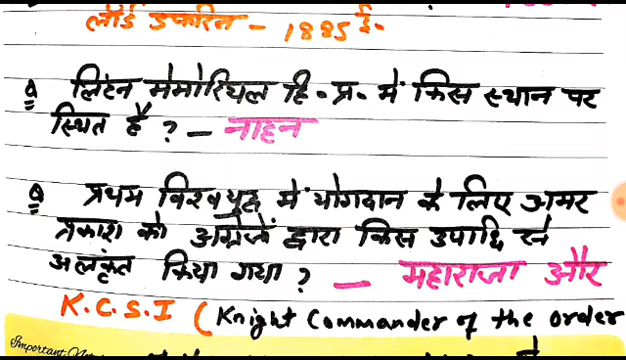 लॉर्ड डफरिन - 1885 ई.
Q लिटन मेमोरियल हि.प्र. में किस स्थान पर
स्थित है ? - नाहन
Q प्रथम विश्वयुद्ध में योगदान के लिए अमर
प्रकाश को अंग्रेजों द्वारा किस उपाधि से
अलंकृत किया गया ? - महाराजा और
K.C.S.I (Knight Commander of the order
Important